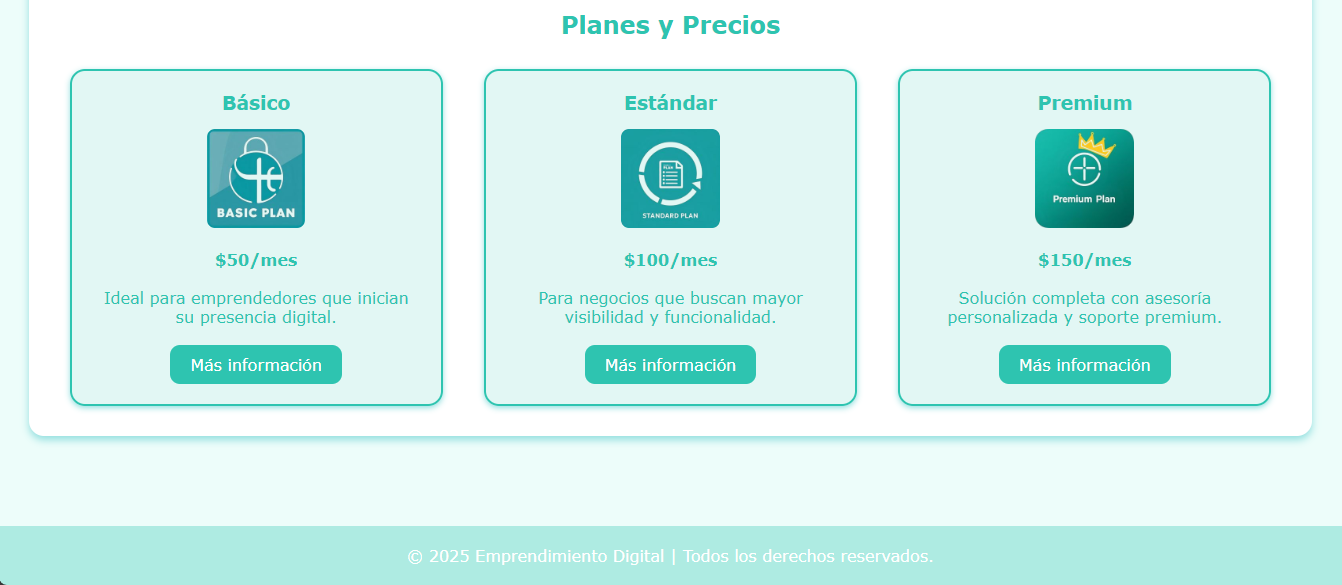 Planes y Precios
Básico
BASIC PLAN
$50/mes
Ideal para emprendedores que inician
su presencia digital.
Más información
Estándar
STANDARD PLAN
$100/mes
Para negocios que buscan mayor
visibilidad y funcionalidad.
Más información
Premium
Premium Plan
$150/mes
Solución completa con asesoría
personalizada y soporte premium.
Más información
© 2025 Emprendimiento Digital | Todos los derechos reservados.